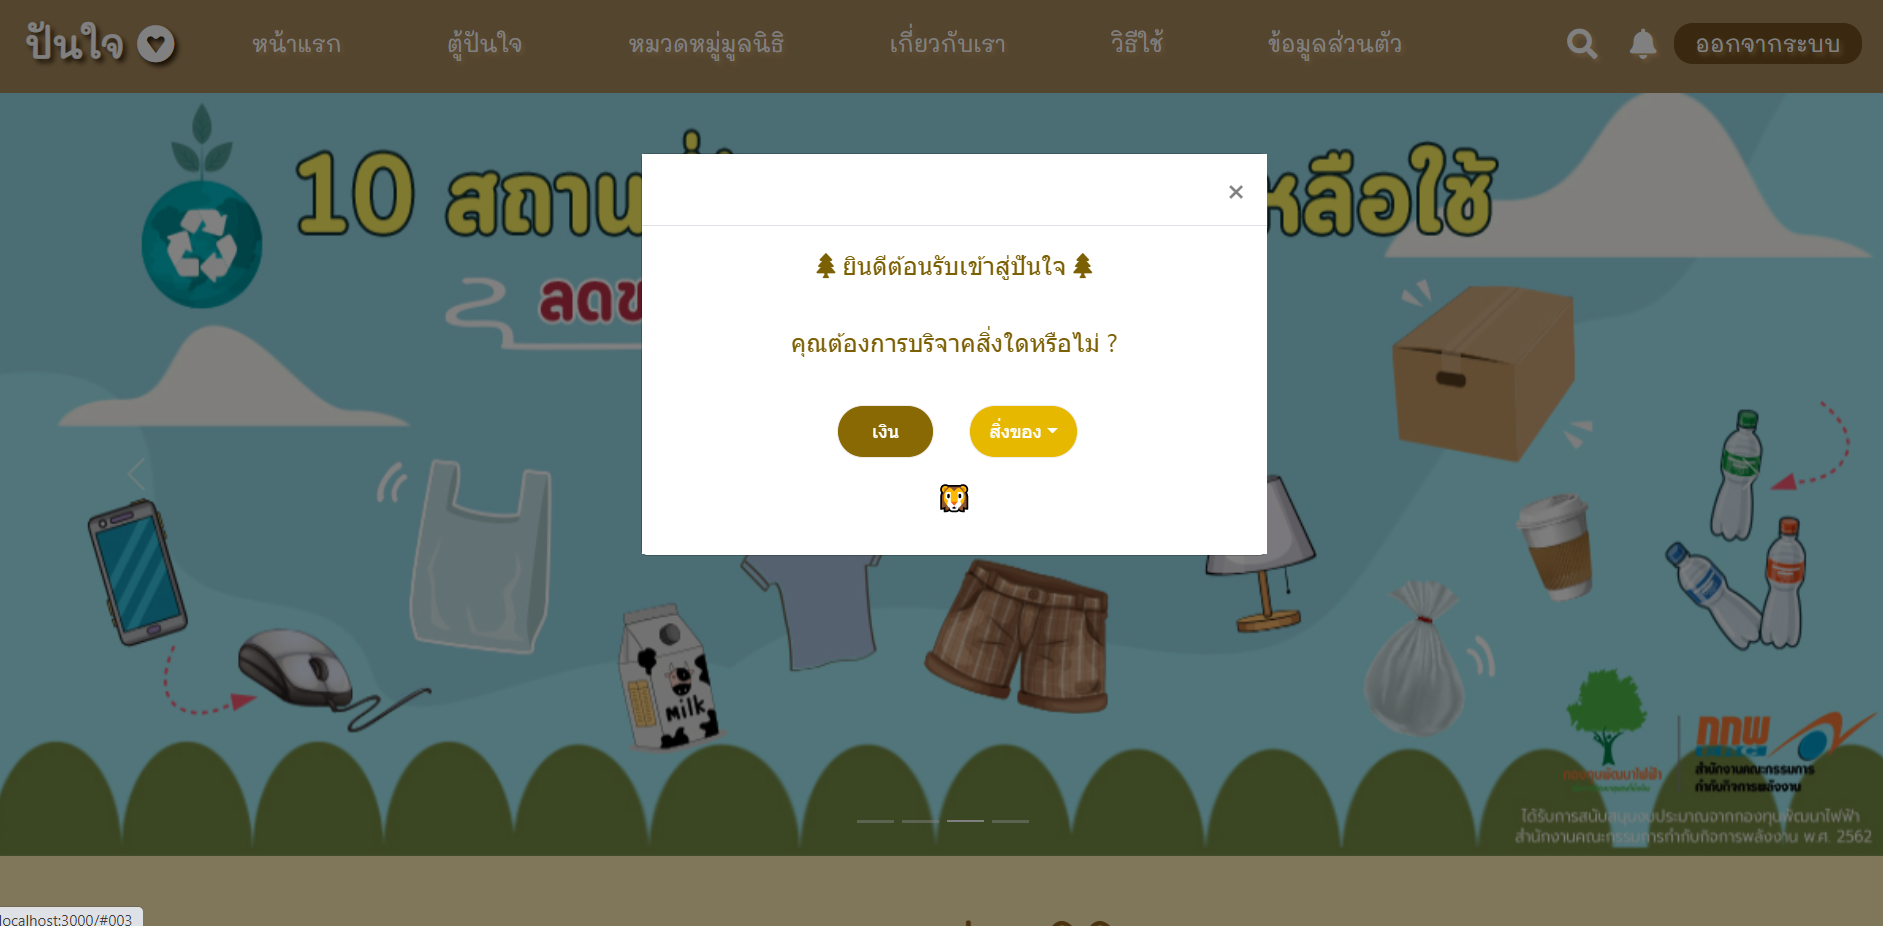 ปันใจ
หน้าแรก
ตู้ปันใจ
หมวดหมู่มูลนิธิ
เกี่ยวกับเรา
วิธีใช้
ข้อมูลส่วนตัว
ออกจากระบบ
10 สถาน
หลือใช้
ลด
×
ยินดีต้อนรับเข้าสู่ปันใจ
คุณต้องการบริจาคสิ่งใดหรือไม่ ?
เงิน
สิ่งของ
milk
กองทุนพัฒนาไฟฟ้า
กกพ
สำนักงานคณะกรรมการ
กำกับกิจการพลังงาน
ได้รับการสนับสนุนงบประมาณจากกองทุนพัฒนาไฟฟ้า
สำนักงานคณะกรรมการกำกับกิจการพลังงาน พ.ศ. 2562
localhost:3000/#003